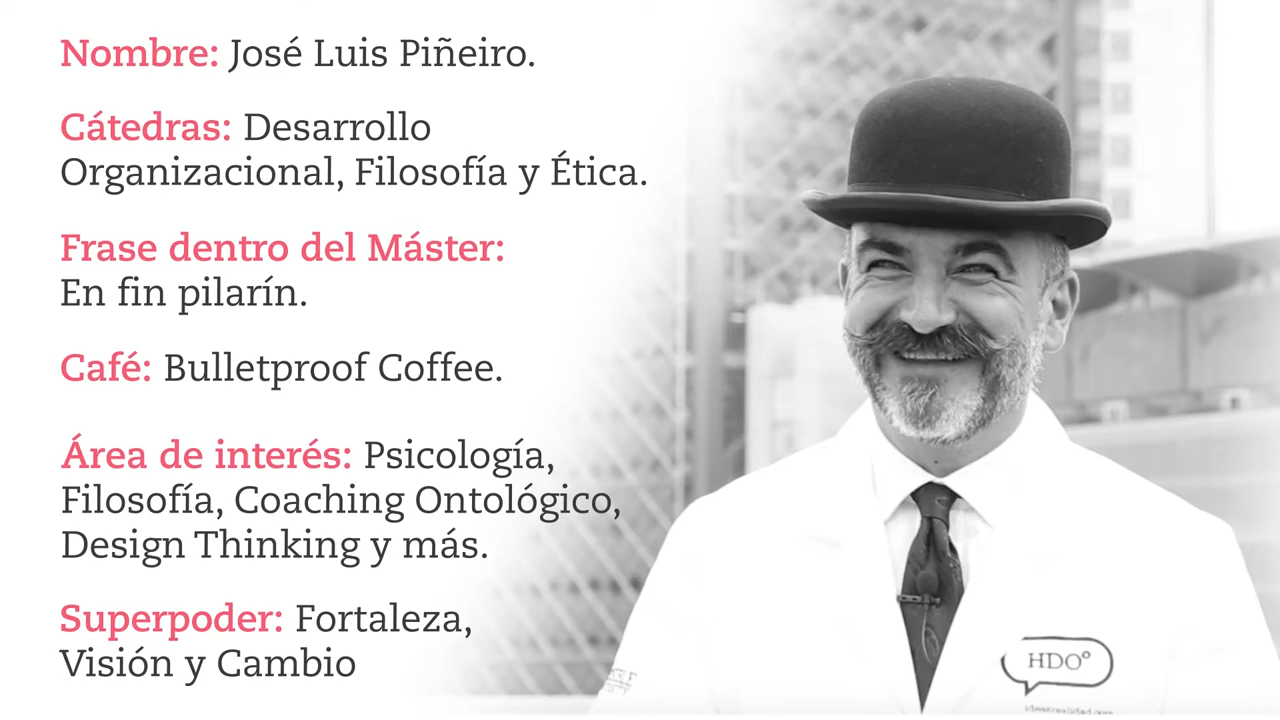 Nombre: José Luis Piñeiro.
Cátedras: Desarrollo
Organizacional, Filosofía y Ética.
Frase dentro del Máster:
En fin pilarín.
Café: Bulletproof Coffee.
Área de interés: Psicología,
Filosofía, Coaching Ontológico,
Design Thinking y más.
Superpoder: Fortaleza,
Visión y Cambio
HDOº